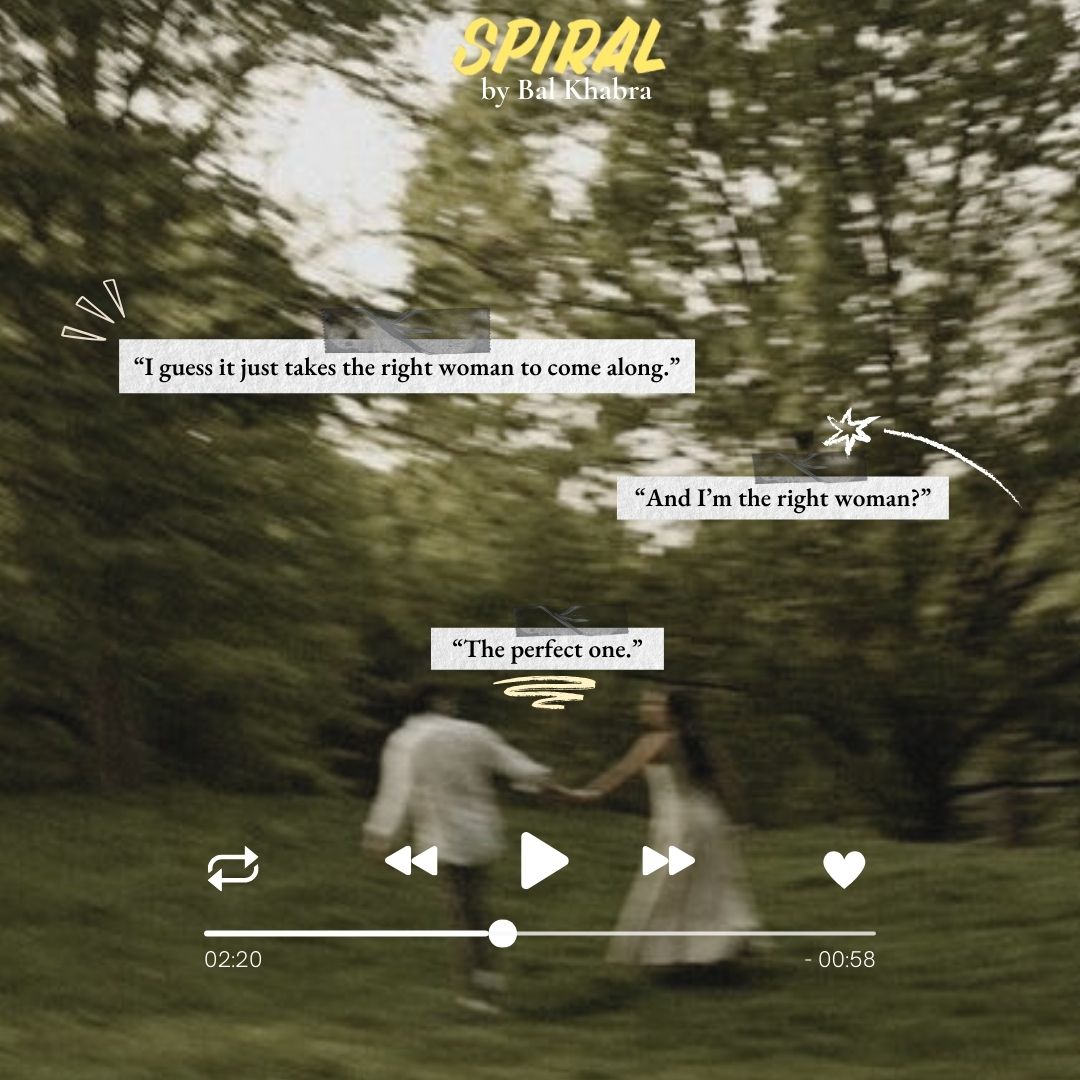 SPIRAL
by Bal Khabra
“I guess it just takes the right woman to come along.”
“And I’m the right woman?”
“The perfect one.”
02:20
- 00:58